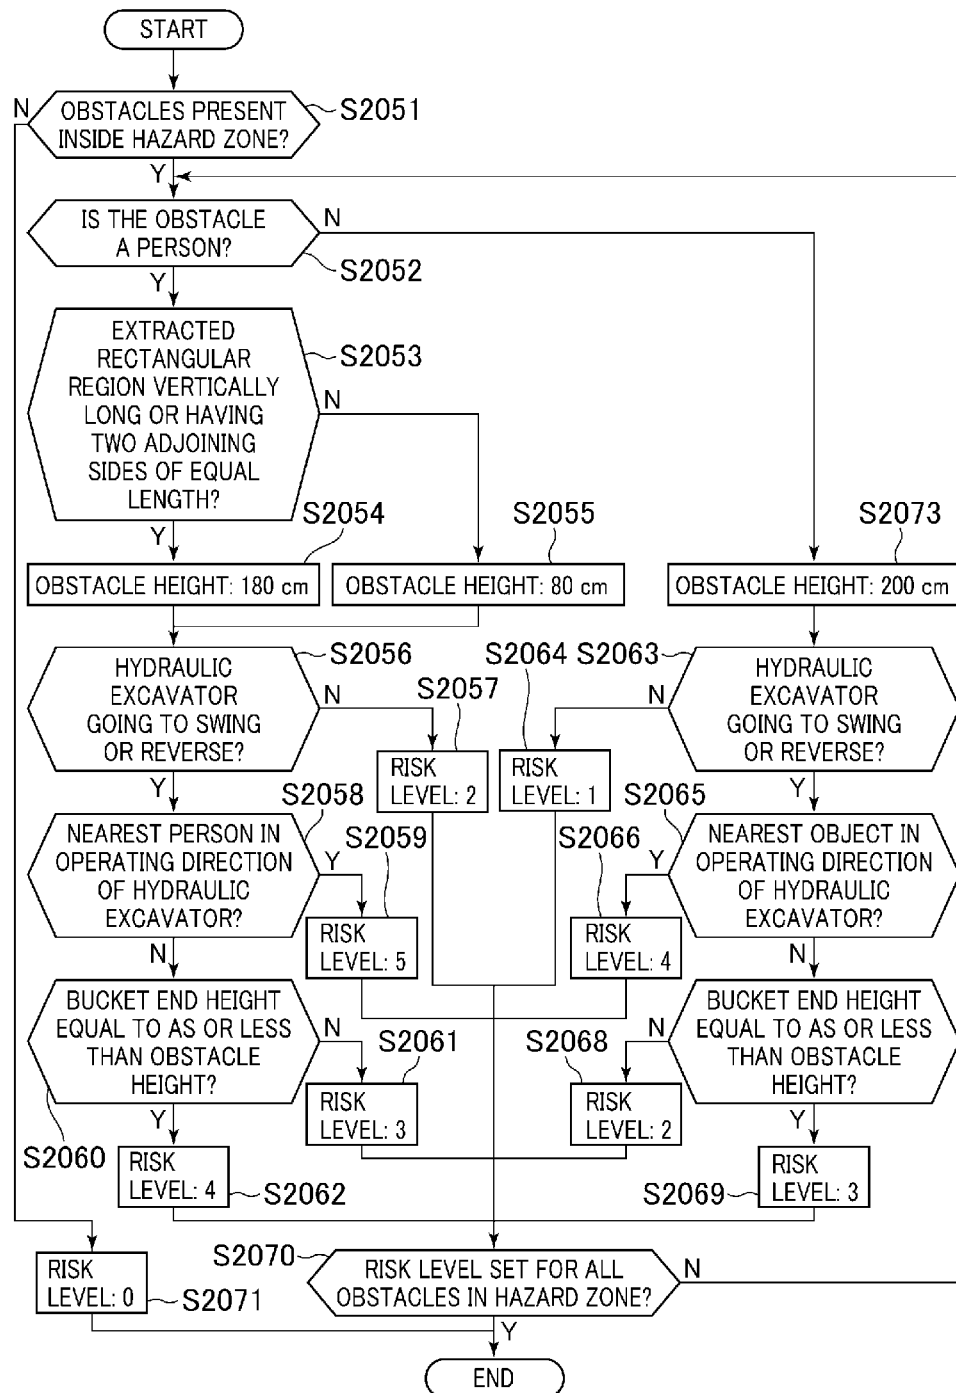 START
N
OBSTACLES PRESENT
INSIDE HAZARD ZONE?
S2051
Y
IS THE OBSTACLE
A PERSON?
N
S2052
Y
EXTRACTED
RECTANGULAR
REGION VERTICALLY
LONG OR HAVING
TWO ADJOINING
SIDES OF EQUAL
LENGTH?
S2053
N
Y
S2054
S2055
S2073
OBSTACLE HEIGHT: 180 cm
OBSTACLE HEIGHT: 80 cm
OBSTACLE HEIGHT: 200 cm
HYDRAULIC
EXCAVATOR
GOING TO SWING
OR REVERSE?
S2056
N
S2057
RISK
LEVEL: 2
S2064
RISK
LEVEL: 1
S2063
N
HYDRAULIC
EXCAVATOR
GOING TO SWING
OR REVERSE?
Y
Y
S2058
NEAREST PERSON IN
OPERATING DIRECTION
OF HYDRAULIC
EXCAVATOR?
Y
S2059
RISK
LEVEL: 5
S2065
S2066
Y
RISK
LEVEL: 4
NEAREST OBJECT IN
OPERATING DIRECTION
OF HYDRAULIC
EXCAVATOR?
N
N
BUCKET END HEIGHT
EQUAL TO AS OR LESS
THAN OBSTACLE
HEIGHT?
N
S2061
RISK
LEVEL: 3
S2068
N
RISK
LEVEL: 2
BUCKET END HEIGHT
EQUAL TO AS OR LESS
THAN OBSTACLE
HEIGHT?
Y
Y
S2060
RISK
LEVEL: 4
S2062
S2069
RISK
LEVEL: 3
S2070
RISK LEVEL SET FOR ALL
OBSTACLES IN HAZARD ZONE?
N
RISK
LEVEL: 0
S2071
Y
END